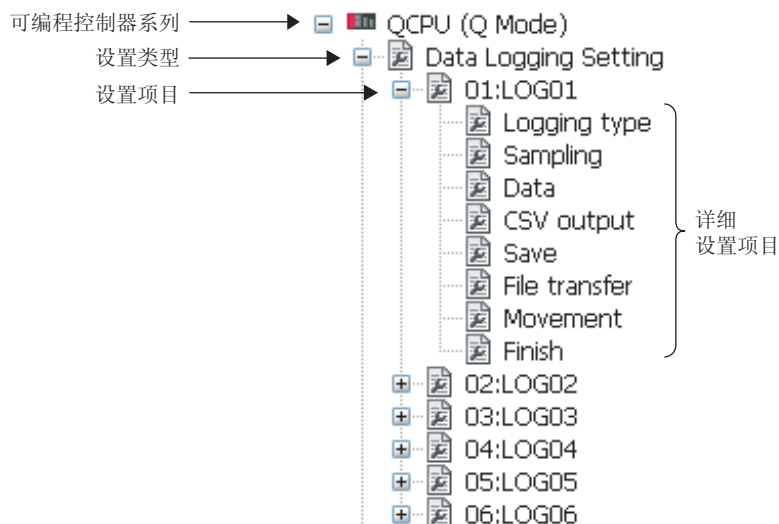 可编程控制器系列
QCPU (Q Mode)
设置类型
Data Logging Setting
设置项目
01:LOG01
Logging type
Sampling
Data
CSV output
Save
File transfer
Movement
Finish
详细
设置项目
02:LOG02
03:LOG03
04:LOG04
05:LOG05
06:LOG06